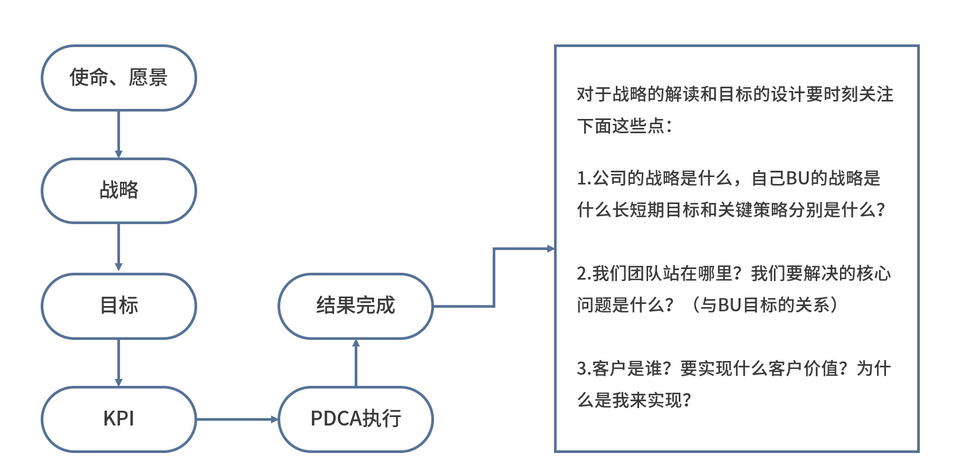 使命、愿景
战略
目标
KPI
PDCA执行
结果完成
对于战略的解读和目标的设计要时刻关注
下面这些点：
1.公司的战略是什么，自己BU的战略是
什么长短期目标和关键策略分别是什么？
2.我们团队站在哪里？我们要解决的核心
问题是什么？（与BU目标的关系）
3.客户是谁？要实现什么客户价值？为什
么是我来实现？